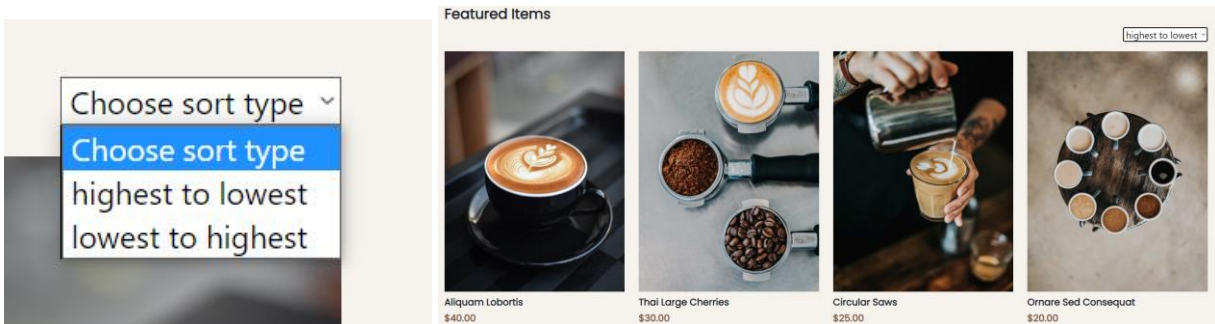 Choose sort type
Choose sort type
highest to lowest
lowest to highest
Featured Items
highest to lowest
Aliquam Lobortis
$40.00
Thai Large Cherries
$30.00
Circular Saws
$25.00
Ornare Sed Consequat
$20.00